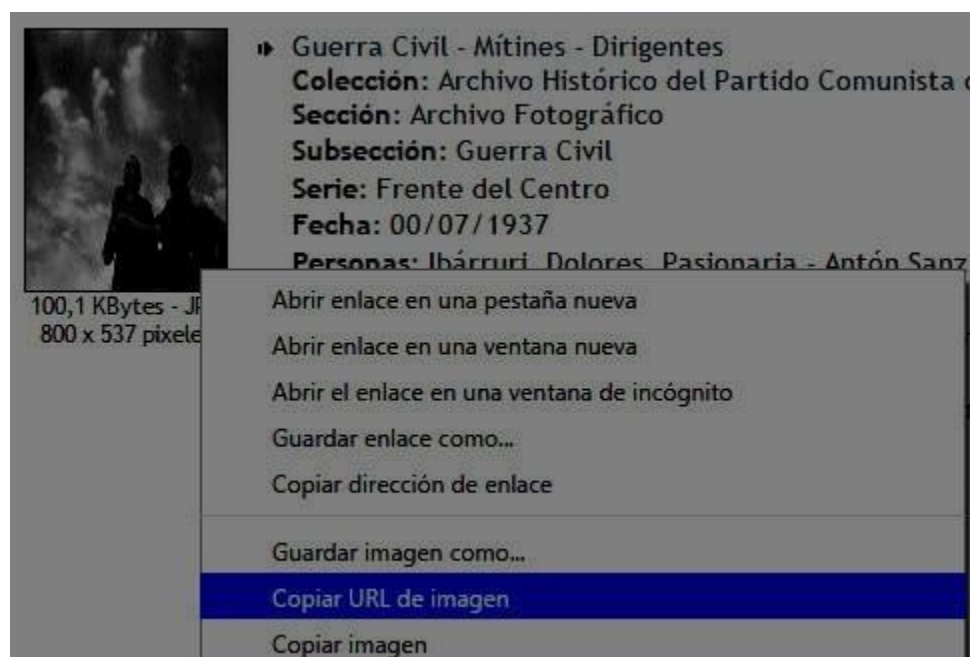 Guerra Civil - Mítines - Dirigentes
Colección: Archivo Histórico del Partido Comunista
Sección: Archivo Fotográfico
Subsección: Guerra Civil
Serie: Frente del Centro
Fecha: 00/07/1937
Personas: Ibárruri, Dolores, Pasionaria - Antón Sanz
100,1 KBytes -
800 x 537
Abrir enlace en una pestaña nueva
Abrir enlace en una ventana nueva
Abrir el enlace en una ventana de incógnito
Guardar enlace como...
Copiar dirección de enlace
Guardar imagen como...
Copiar URL de imagen
Copiar imagen